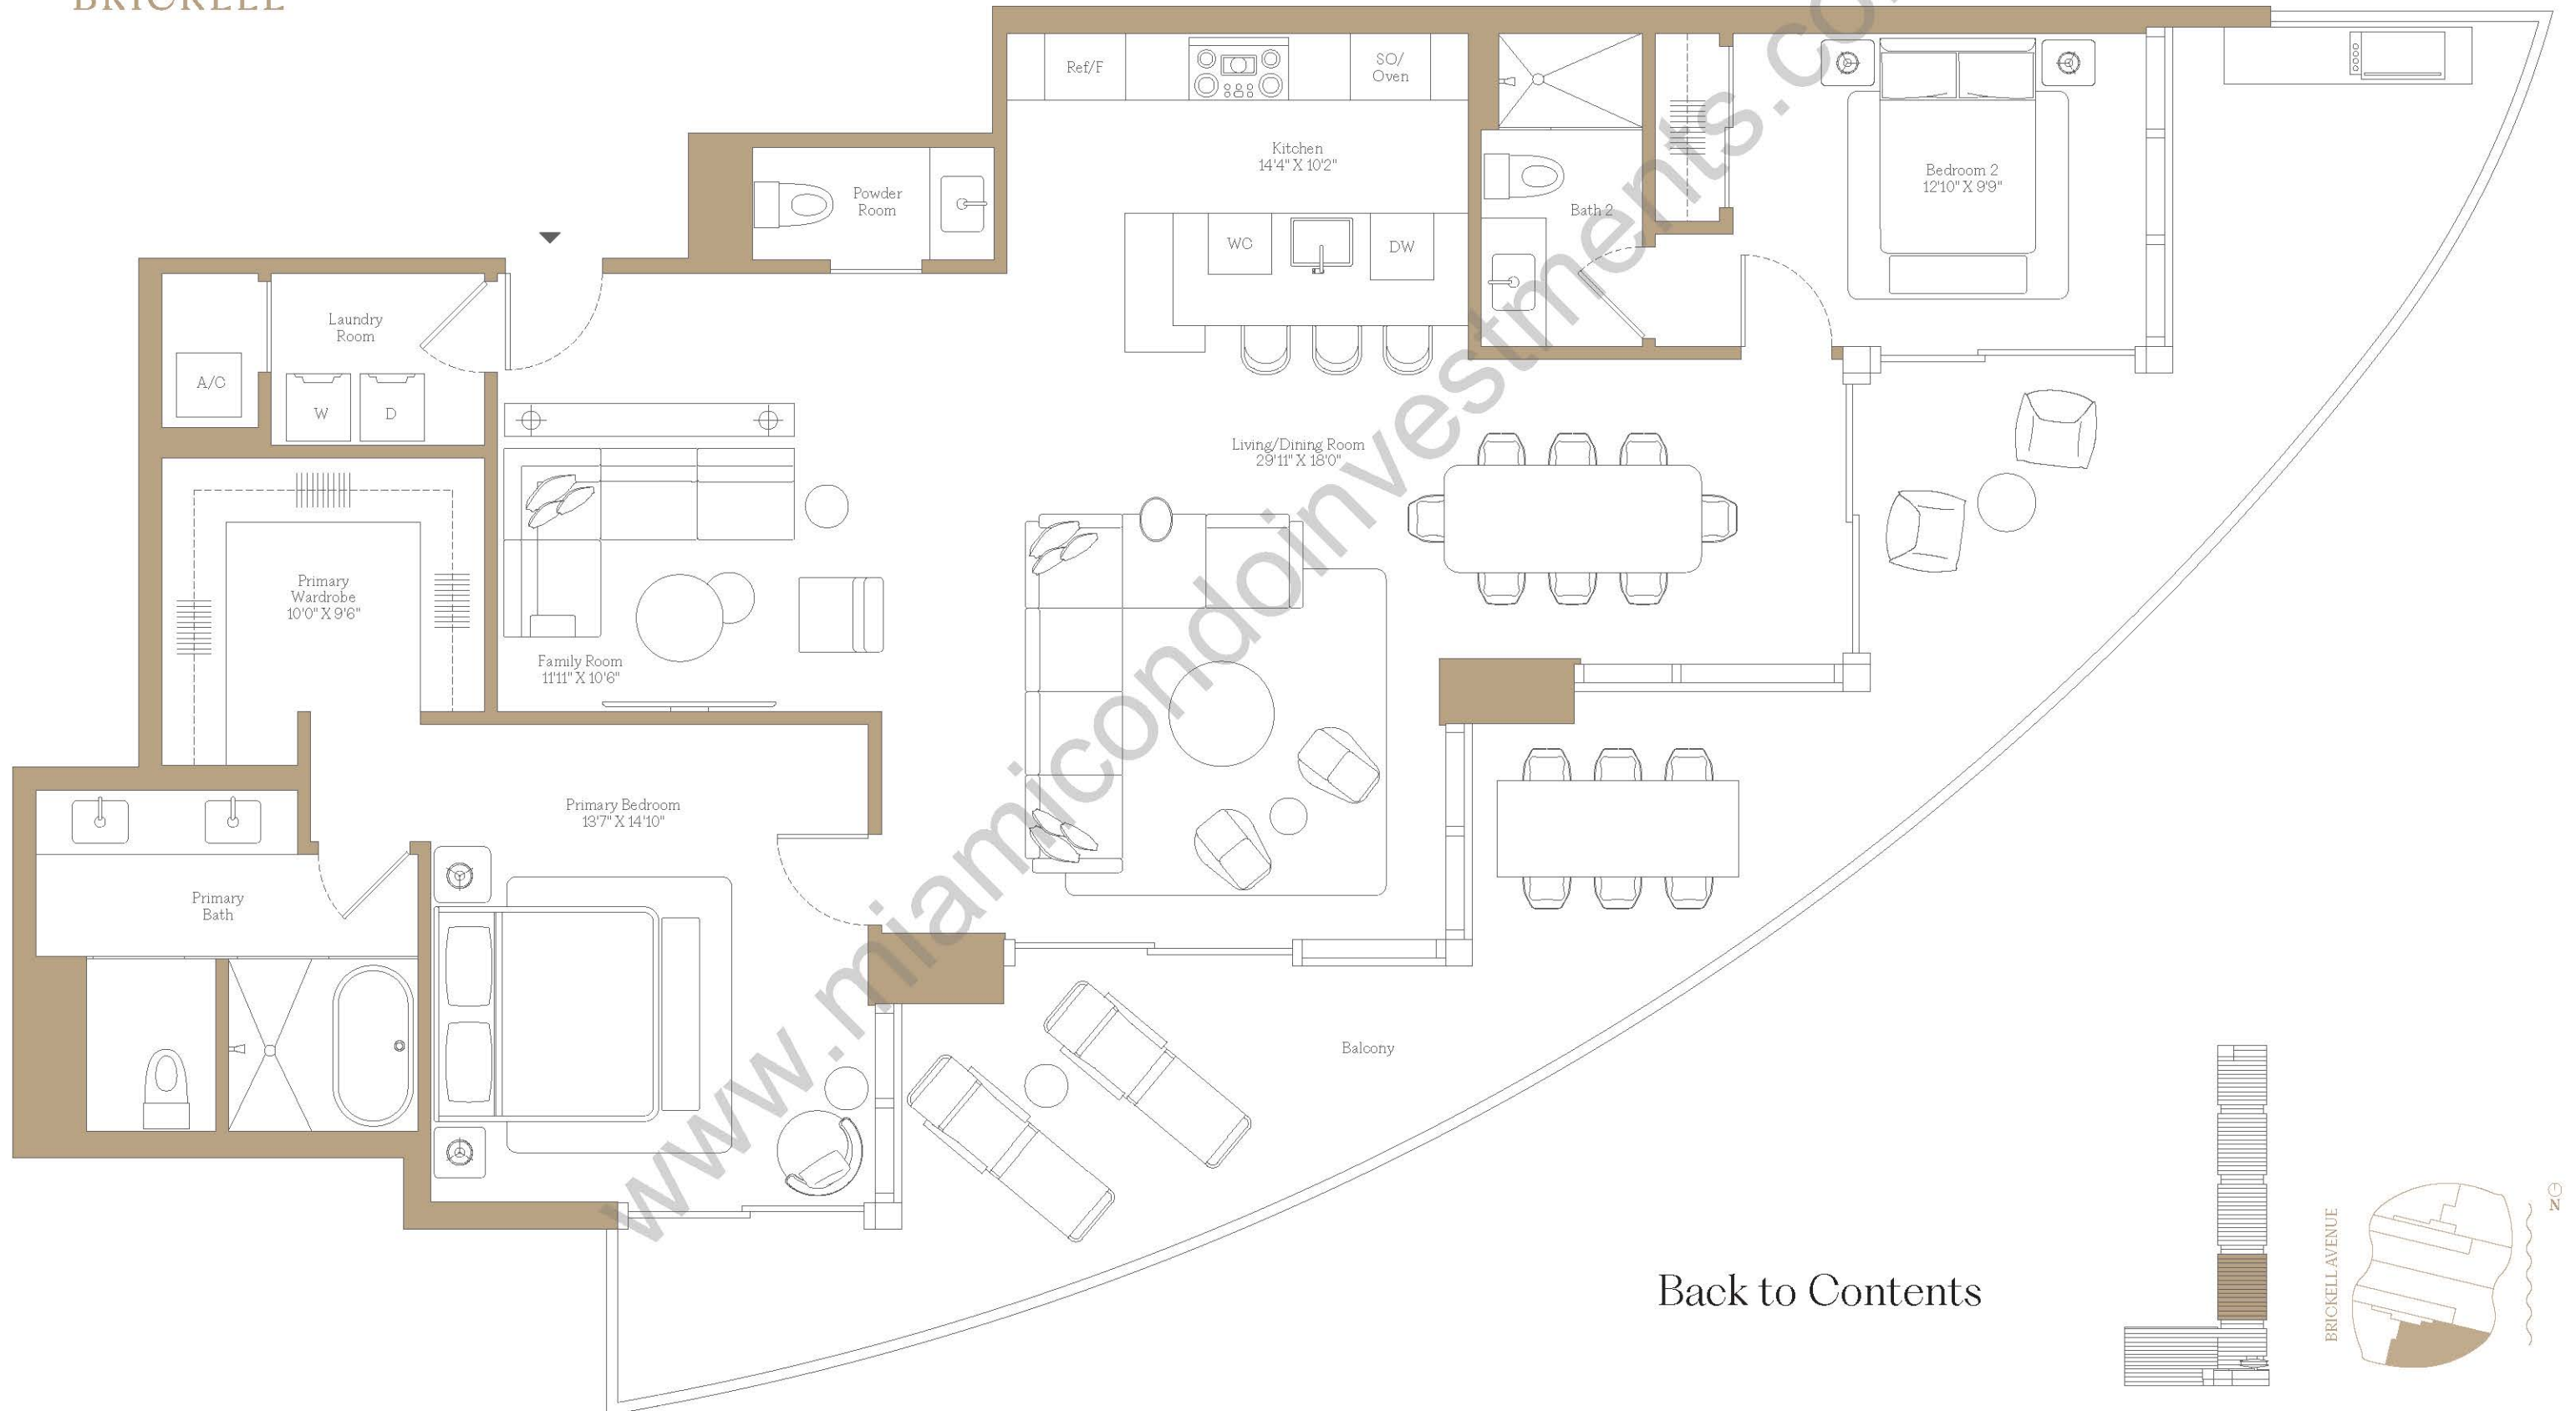 BRICKELL
Ref/F
SO/
Oven
Kitchen
14'4" X 10'2"
Powder
Room
Bedroom 2
12'10" X 9'9"
Bath 2
WC
DW
Laundry
Room
A/C
W
D
Living/Dining Room
29'11" X 18'0"
Primary
Wardrobe
10'0" X 9'6"
Family Room
11'11" X 10'6"
Primary Bedroom
13'7" X 14'10"
Primary
Bath
Balcony
www.miamicondoinvestments.co
Back to Contents
BRICKELL AVENUE
N